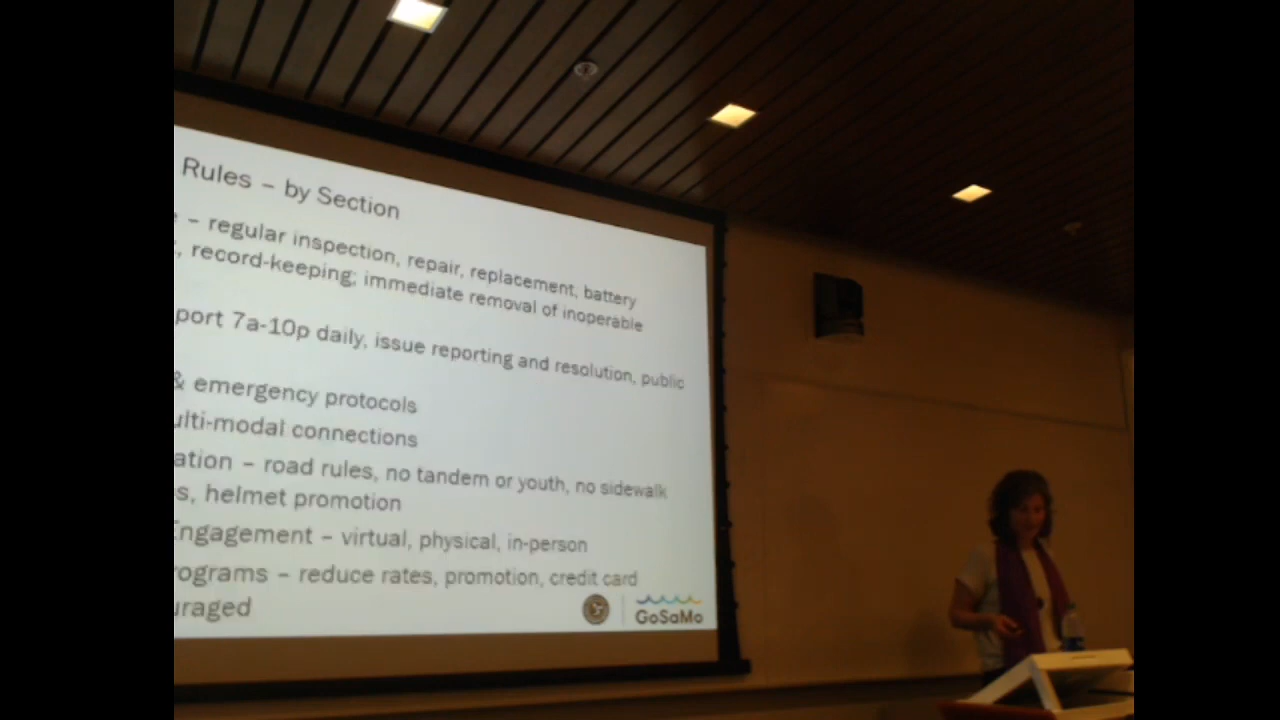 Rules – by Section
– regular inspection, repair, replacement, battery
, record-keeping; immediate removal of inoperable
port 7a-10p daily, issue reporting and resolution, public
& emergency protocols
ulti-modal connections
ation – road rules, no tandem or youth, no sidewalk
s, helmet promotion
Engagement – virtual, physical, in-person
rograms – reduce rates, promotion, credit card
uraged
GoSaMo